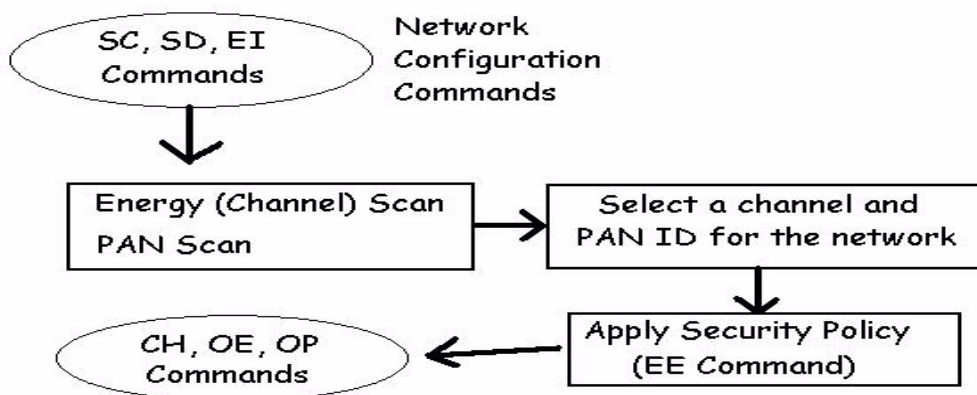 SC, SD, EI
Commands
Network
Configuration
Commands
Energy (Channel) Scan
PAN Scan
Select a channel and
PAN ID for the network
Apply Security Policy
(EE Command)
CH, OE, OP
Commands